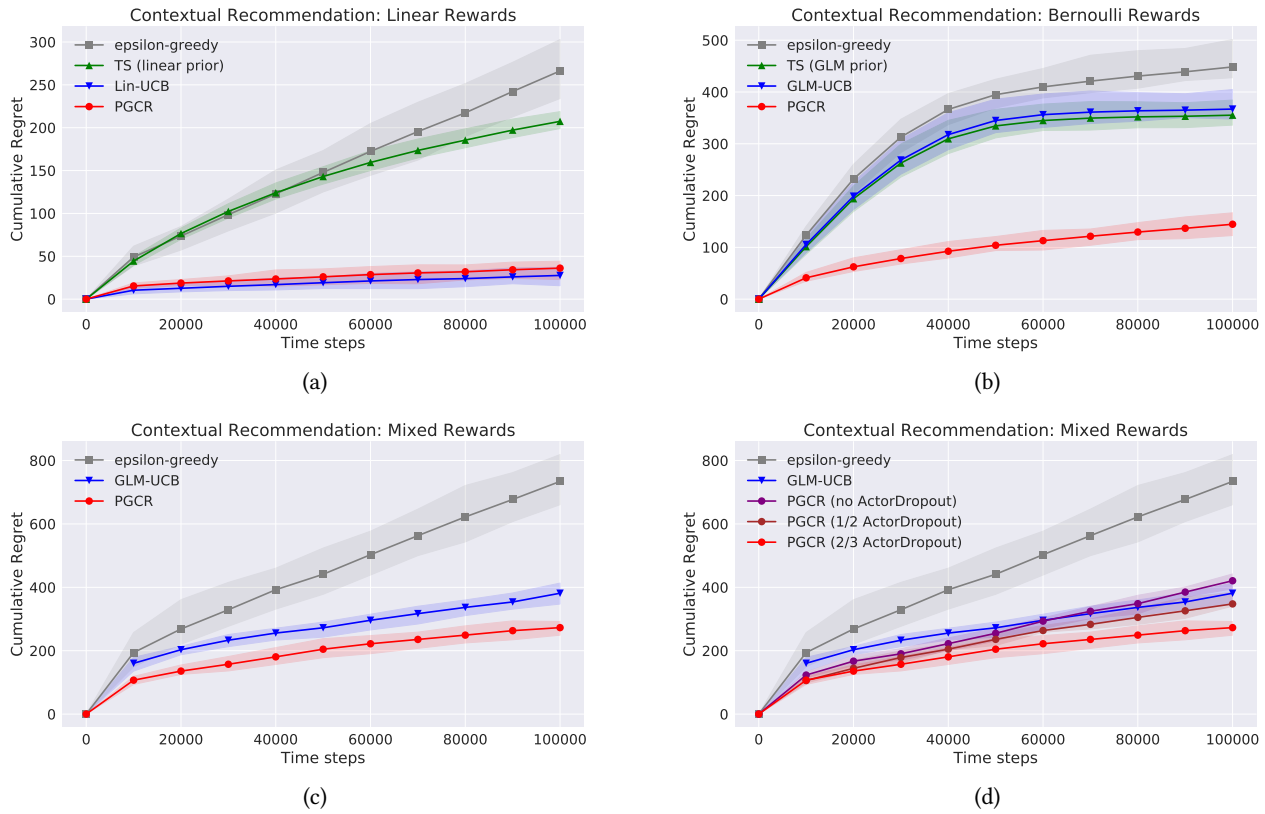 Contextual Recommendation: Linear Rewards
Cumulative Regret
300
250
200
150
100
50
0
epsilon-greedy
TS (linear prior)
Lin-UCB
PGCR
0 20000 40000 60000 80000 100000
Time steps
(a)
Contextual Recommendation: Bernoulli Rewards
Cumulative Regret
500
400
300
200
100
0
epsilon-greedy
TS (GLM prior)
GLM-UCB
PGCR
0 20000 40000 60000 80000 100000
Time steps
(b)
Contextual Recommendation: Mixed Rewards
Cumulative Regret
800
600
400
200
0
epsilon-greedy
GLM-UCB
PGCR
0 20000 40000 60000 80000 100000
Time steps
(c)
Contextual Recommendation: Mixed Rewards
Cumulative Regret
800
600
400
200
0
epsilon-greedy
GLM-UCB
PGCR (no ActorDropout)
PGCR (1/2 ActorDropout)
PGCR (2/3 ActorDropout)
0 20000 40000 60000 80000 100000
Time steps
(d)